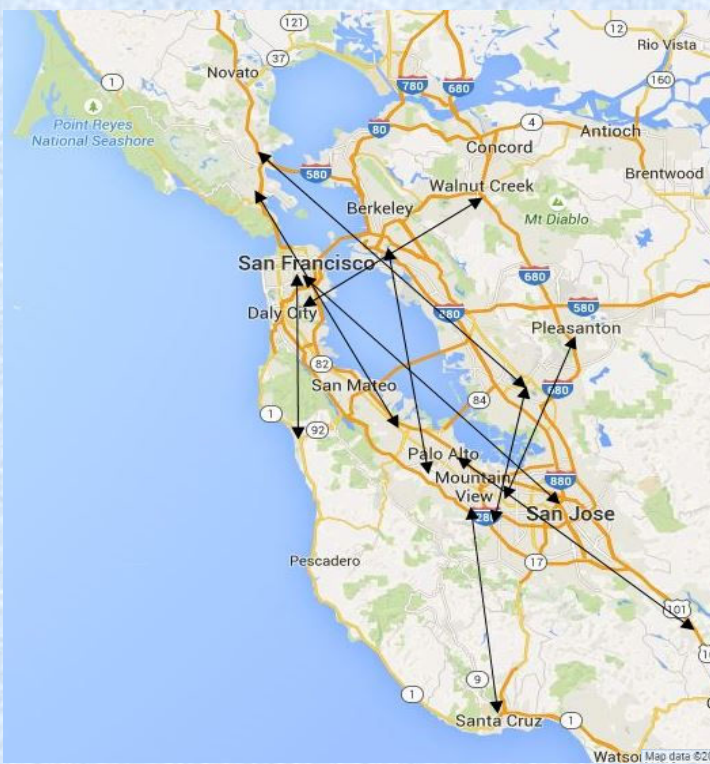 121
12
Rio Vista
37
Novato
1
780
680
160
Point Reyes
National Seashore
80
4
Antioch
Concord
580
Brentwood
Walnut Creek
Berkeley
Mt Diablo
San Francisco
680
580
Daly City
880
Pleasanton
82
San Mateo
680
84
1
92
Palo Alto
Mountain
View
880
280
San Jose
Pescadero
17
101
9
1
Santa Cruz
1
Map data